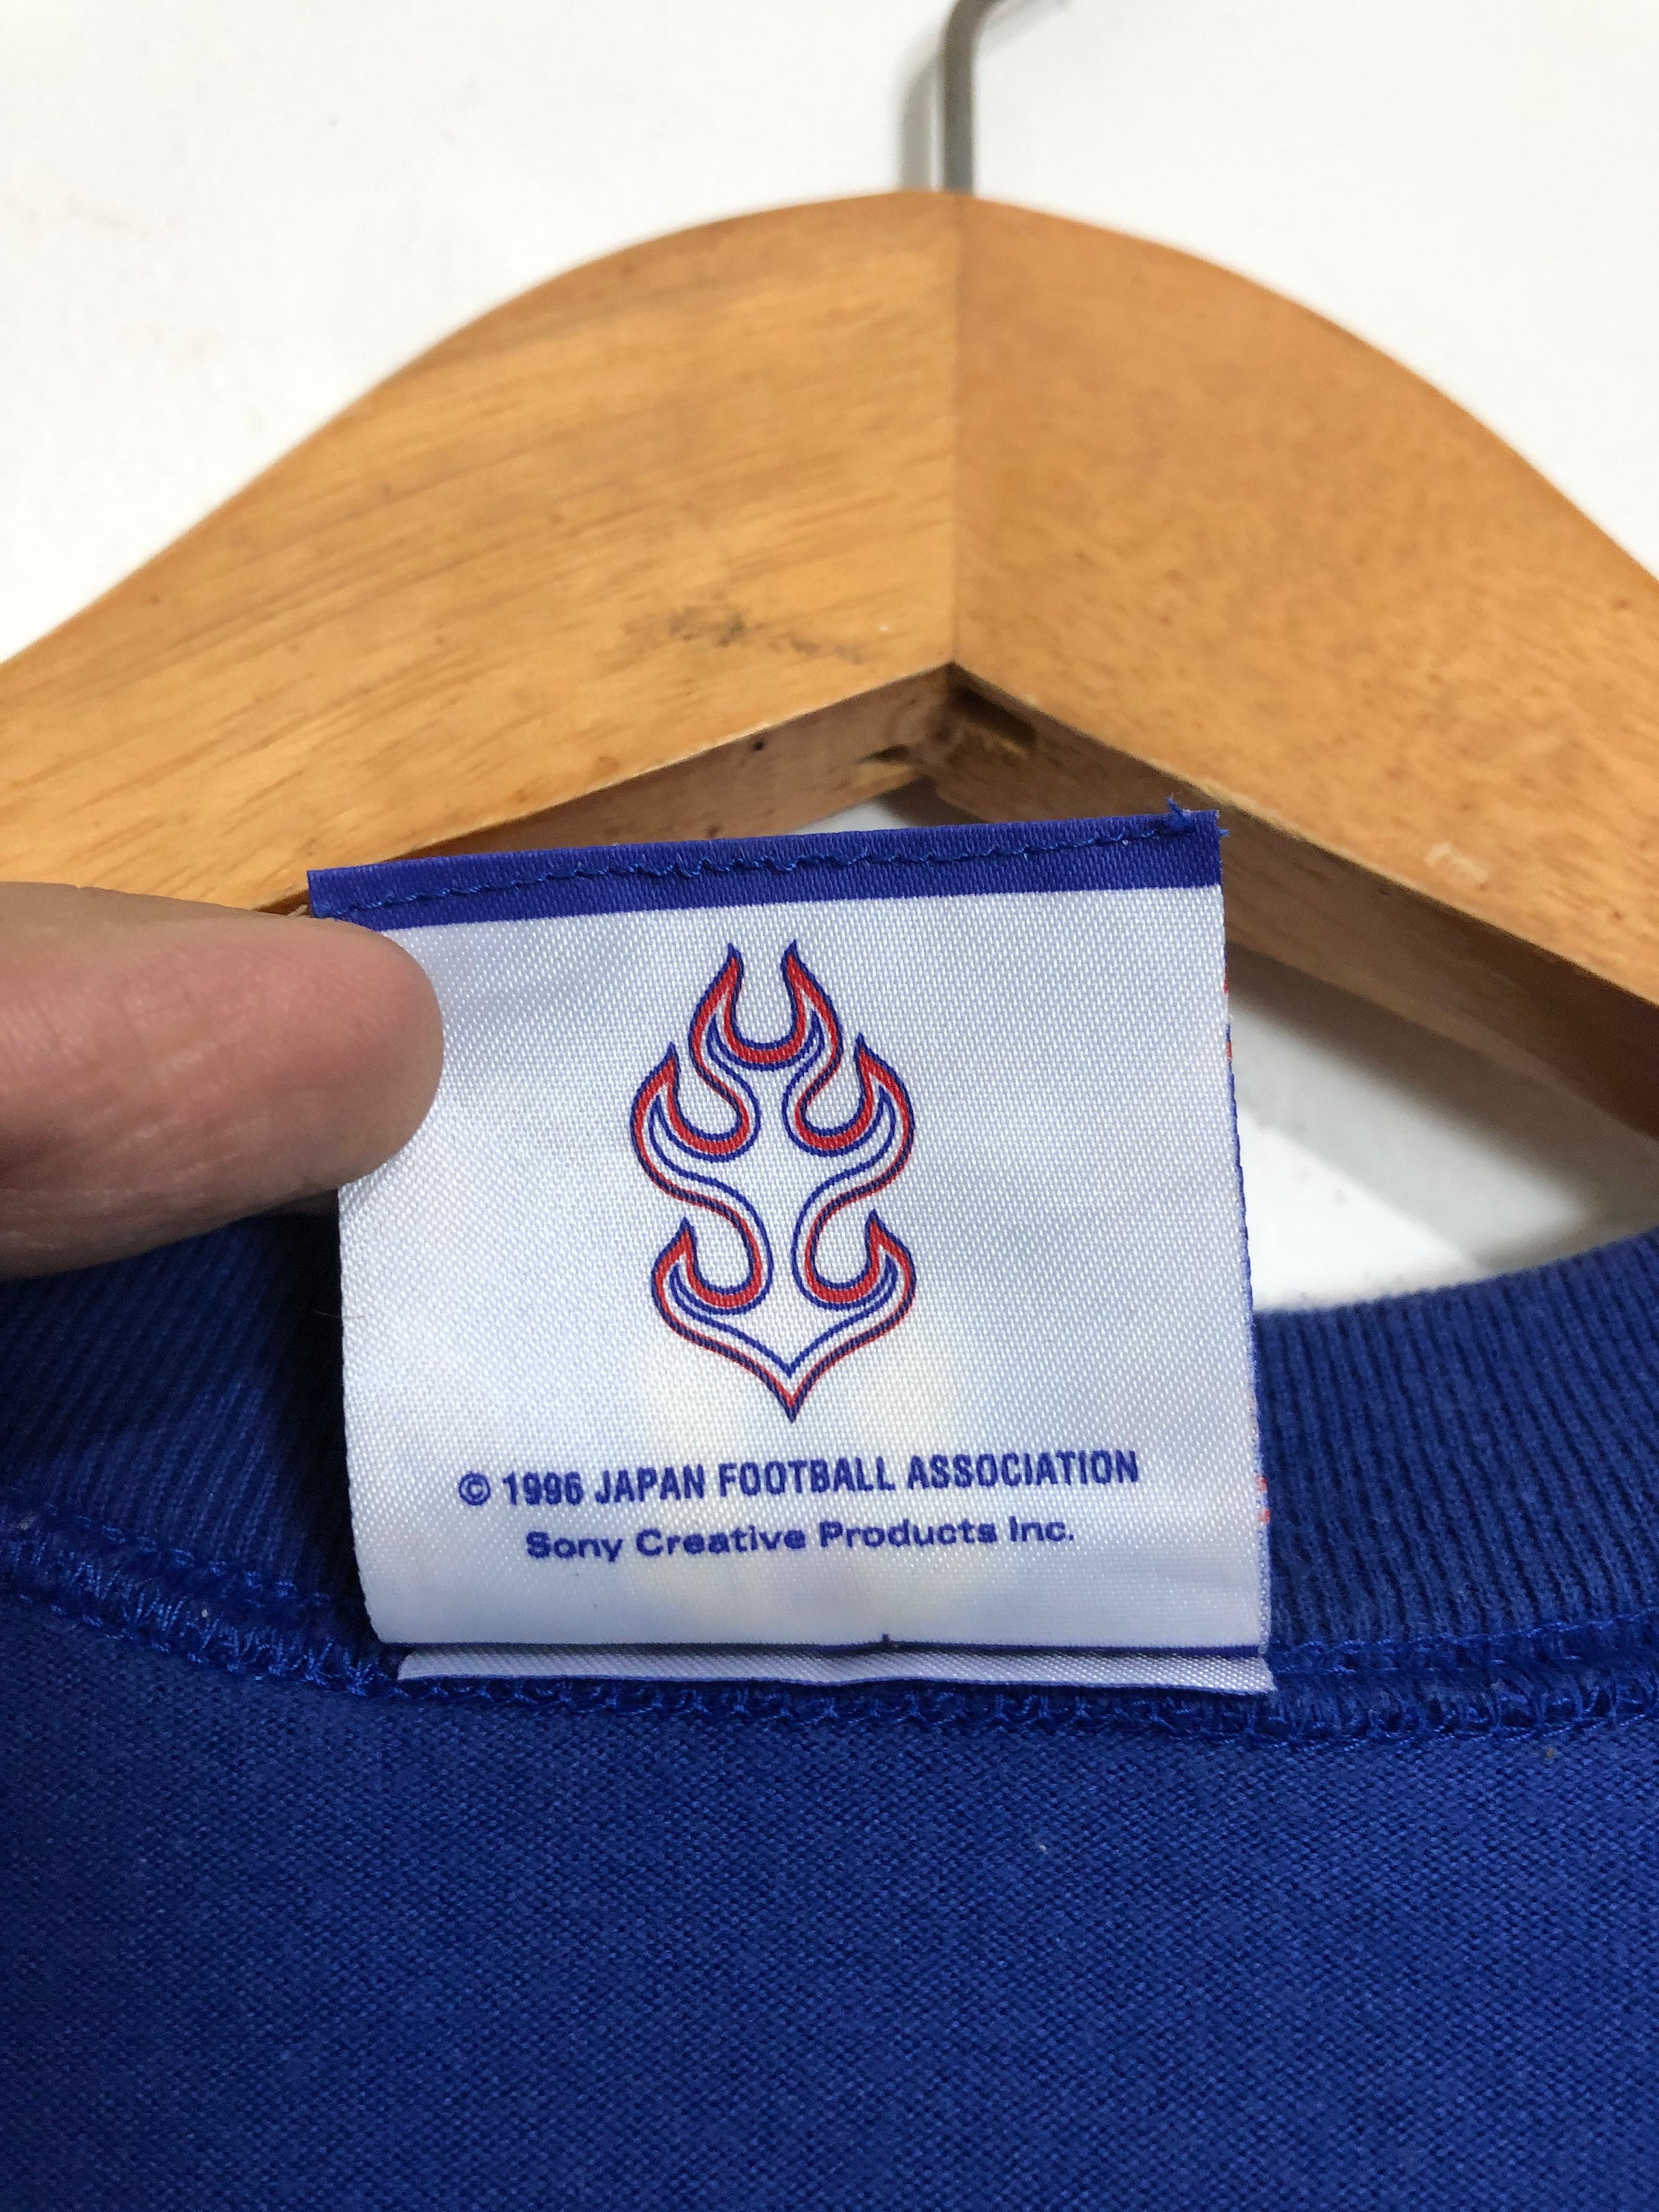 © 1996 JAPAN FOOTBALL ASSOCIATION
Sony Creative Products Inc.